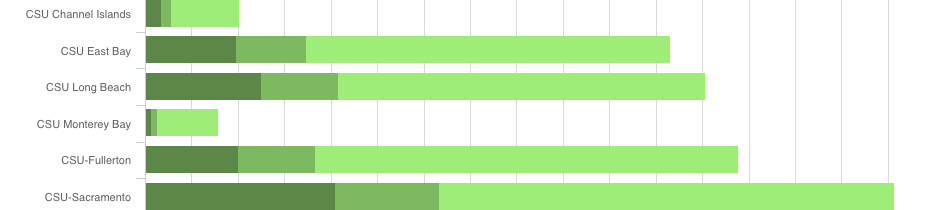 CSU Channel Islands
CSU East Bay
CSU Long Beach
CSU Monterey Bay
CSU-Fullerton
CSU-Sacramento